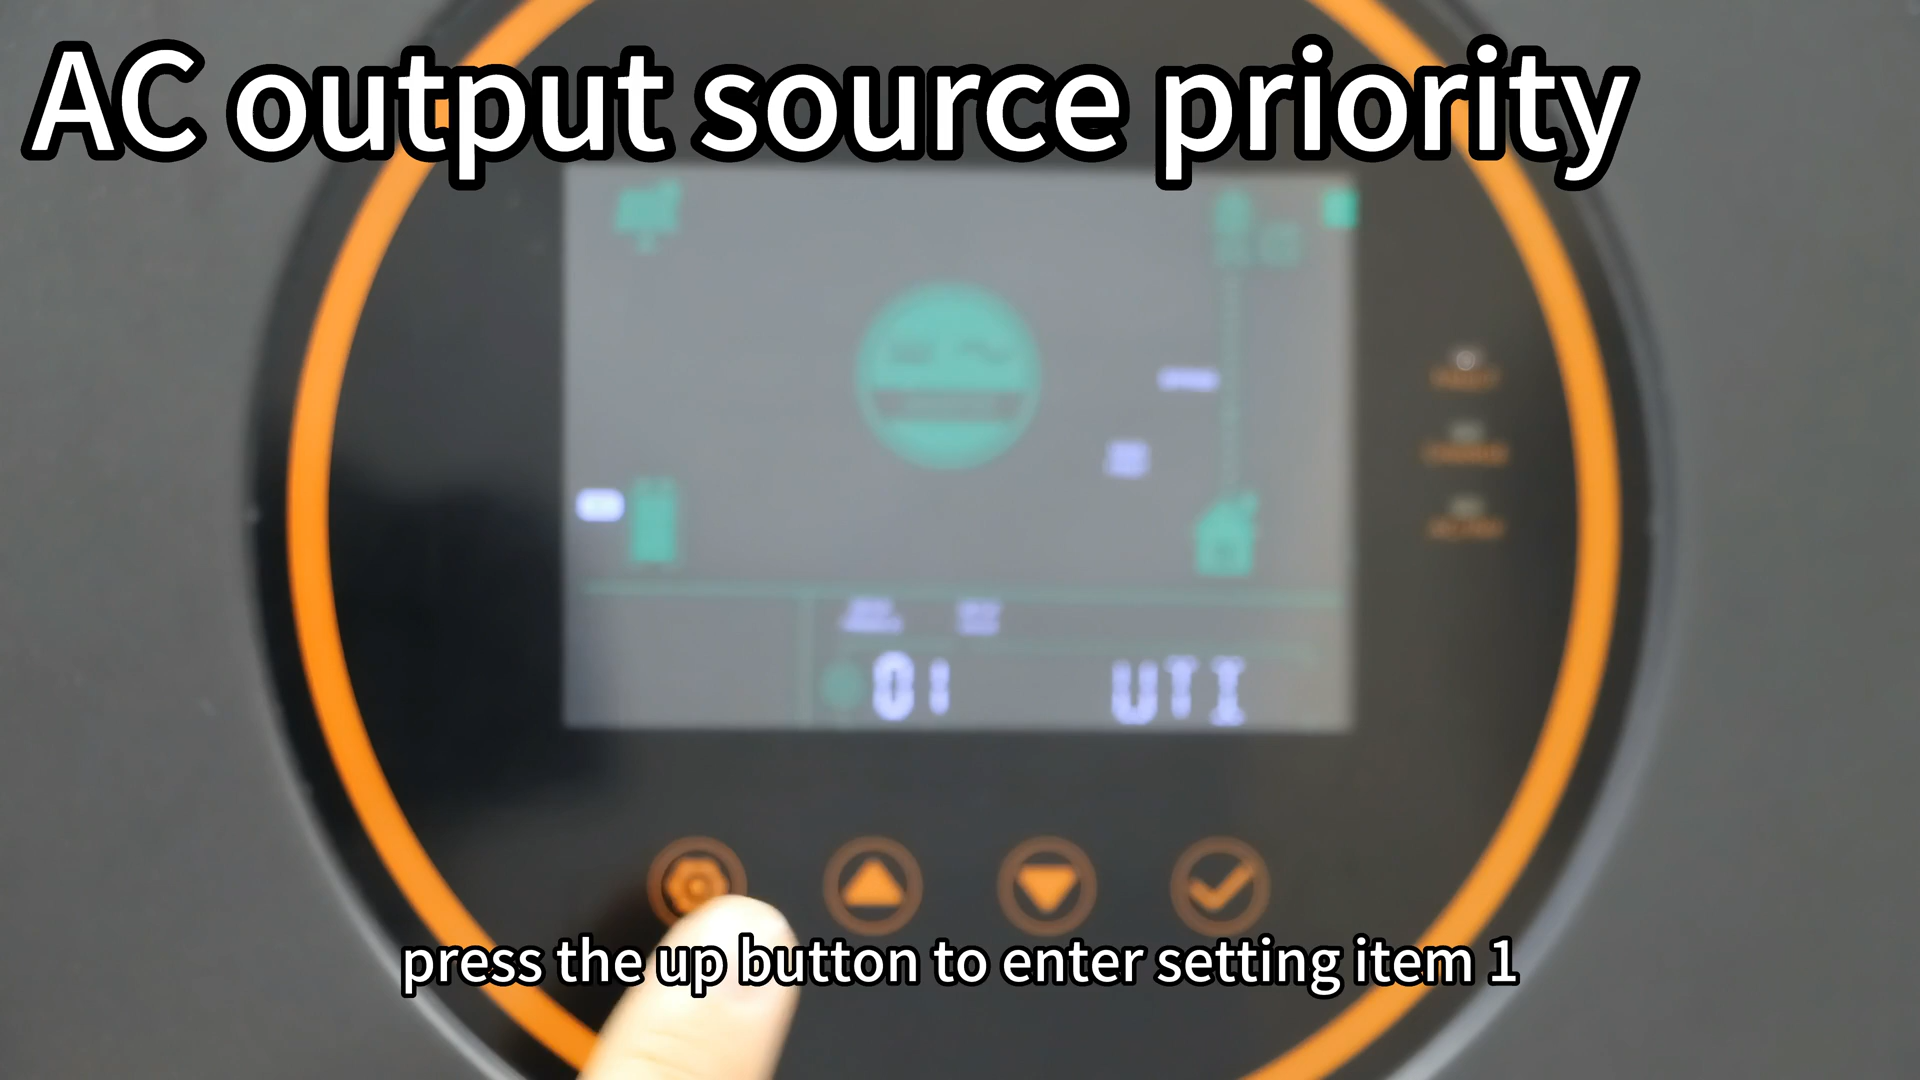 AC output source priority
01 UTI
press the up button to enter setting item 1